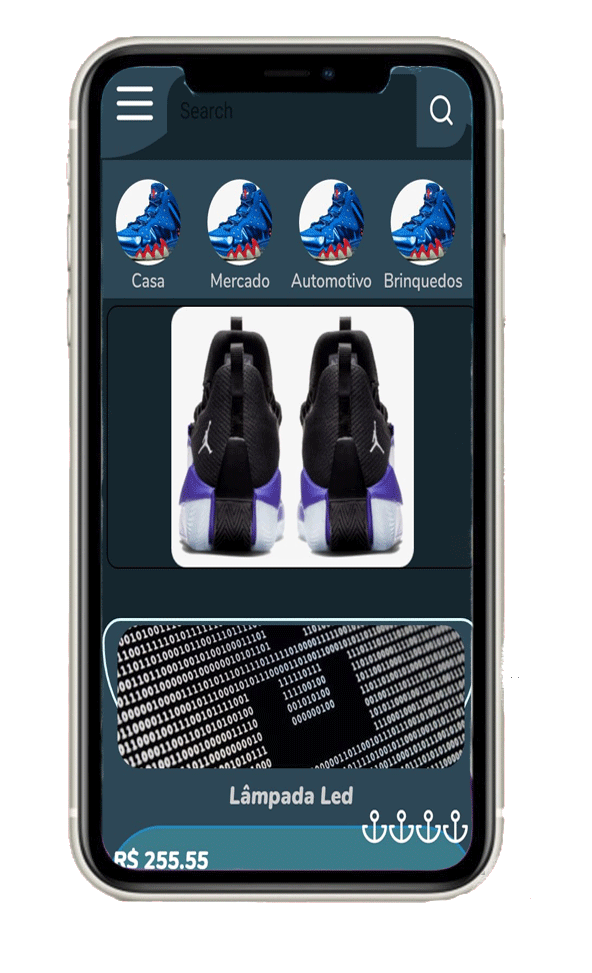 Search
Casa
Mercado
Automotivo
Brinquedos
Lâmpada Led
R$ 255.55